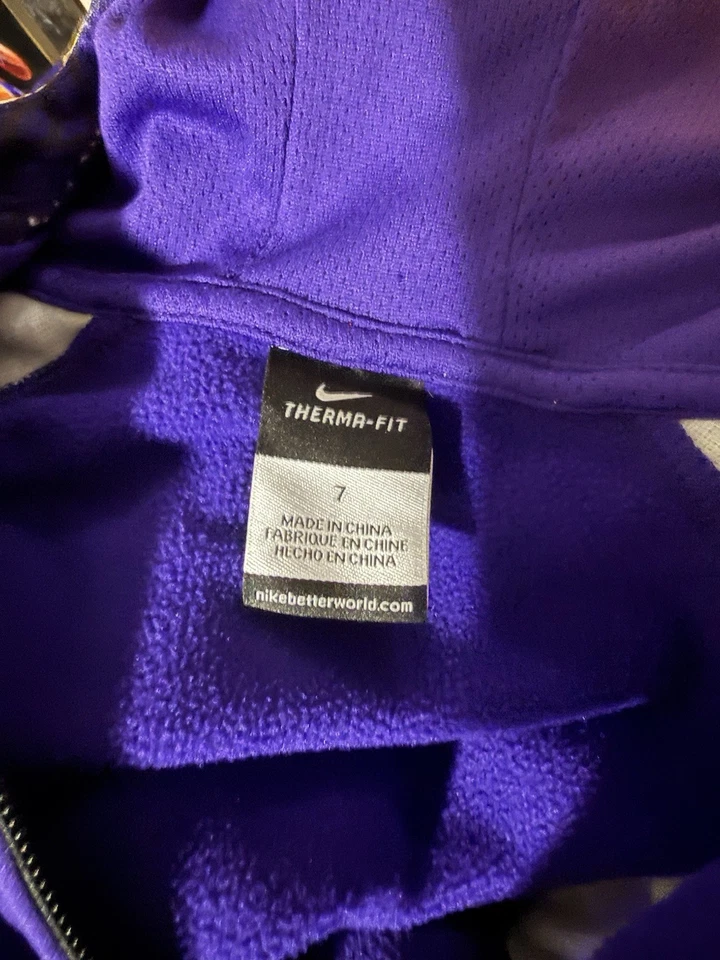 THERMA-FIT
7
MADE IN CHINA
FABRIQUE EN CHINE
HECHO EN CHINA
nikebetterworld.com